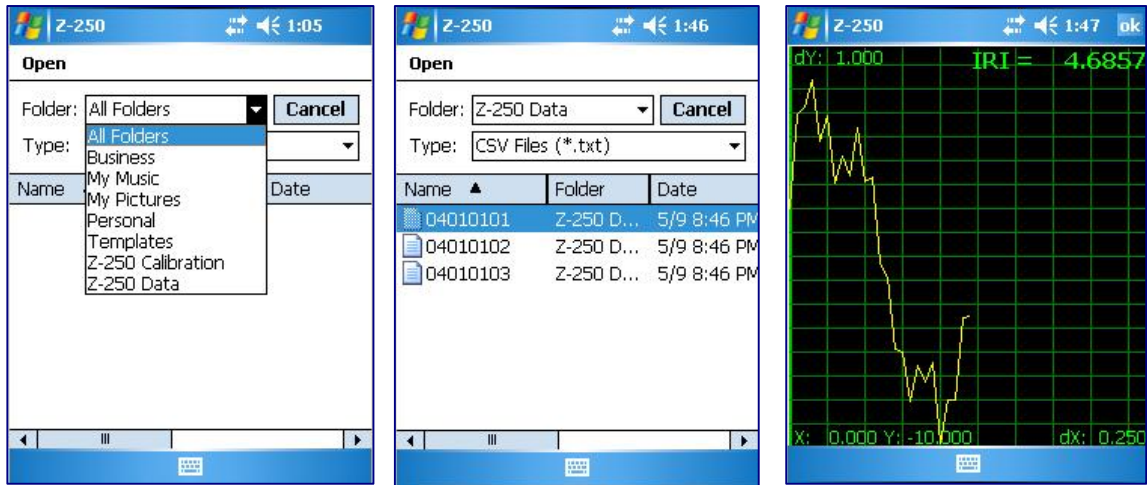 Z-250 1:05
Open
Folder: All Folders Cancel
Type:
All Folders
Business
My Music
My Pictures
Personal
Templates
Z-250 Calibration
Z-250 Data
Name Date
Z-250 1:46
Open
Folder: Z-250 Data Cancel
Type: CSV Files (*.txt)
Name Folder Date
04010101 Z-250 D... 5/9 8:46 PM
04010102 Z-250 D... 5/9 8:46 PM
04010103 Z-250 D... 5/9 8:46 PM
Z-250 1:47 ok
dY: 1.000 IRI = 4.6857
X: 0.000 Y: -10.000 dX: 0.250